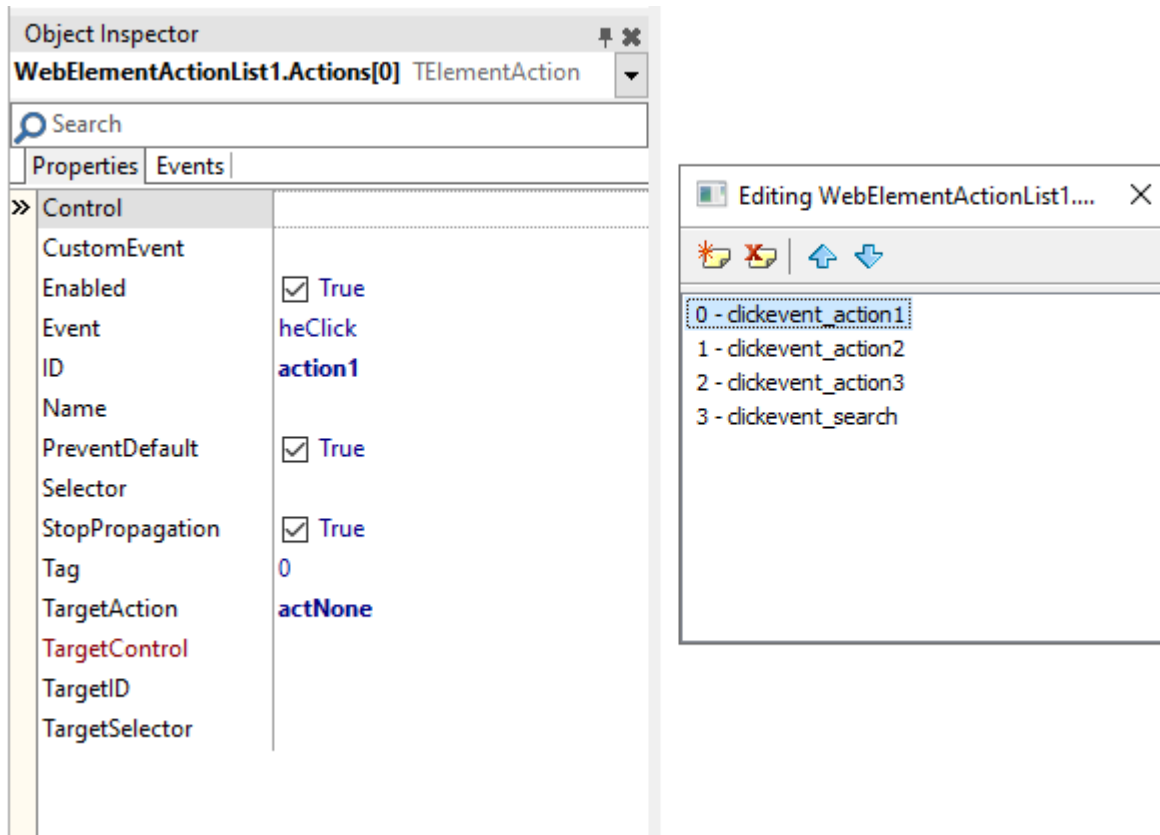 Object Inspector
WebElementActionList1.Actions[0] TElementAction
Search
Properties Events
Control
CustomEvent
Enabled True
Event heClick
ID action1
Name
PreventDefault True
Selector
StopPropagation True
Tag 0
TargetAction actNone
TargetControl
TargetID
TargetSelector
Editing WebElementActionList1....
0 - clickevent_action1
1 - clickevent_action2
2 - clickevent_action3
3 - clickevent_search